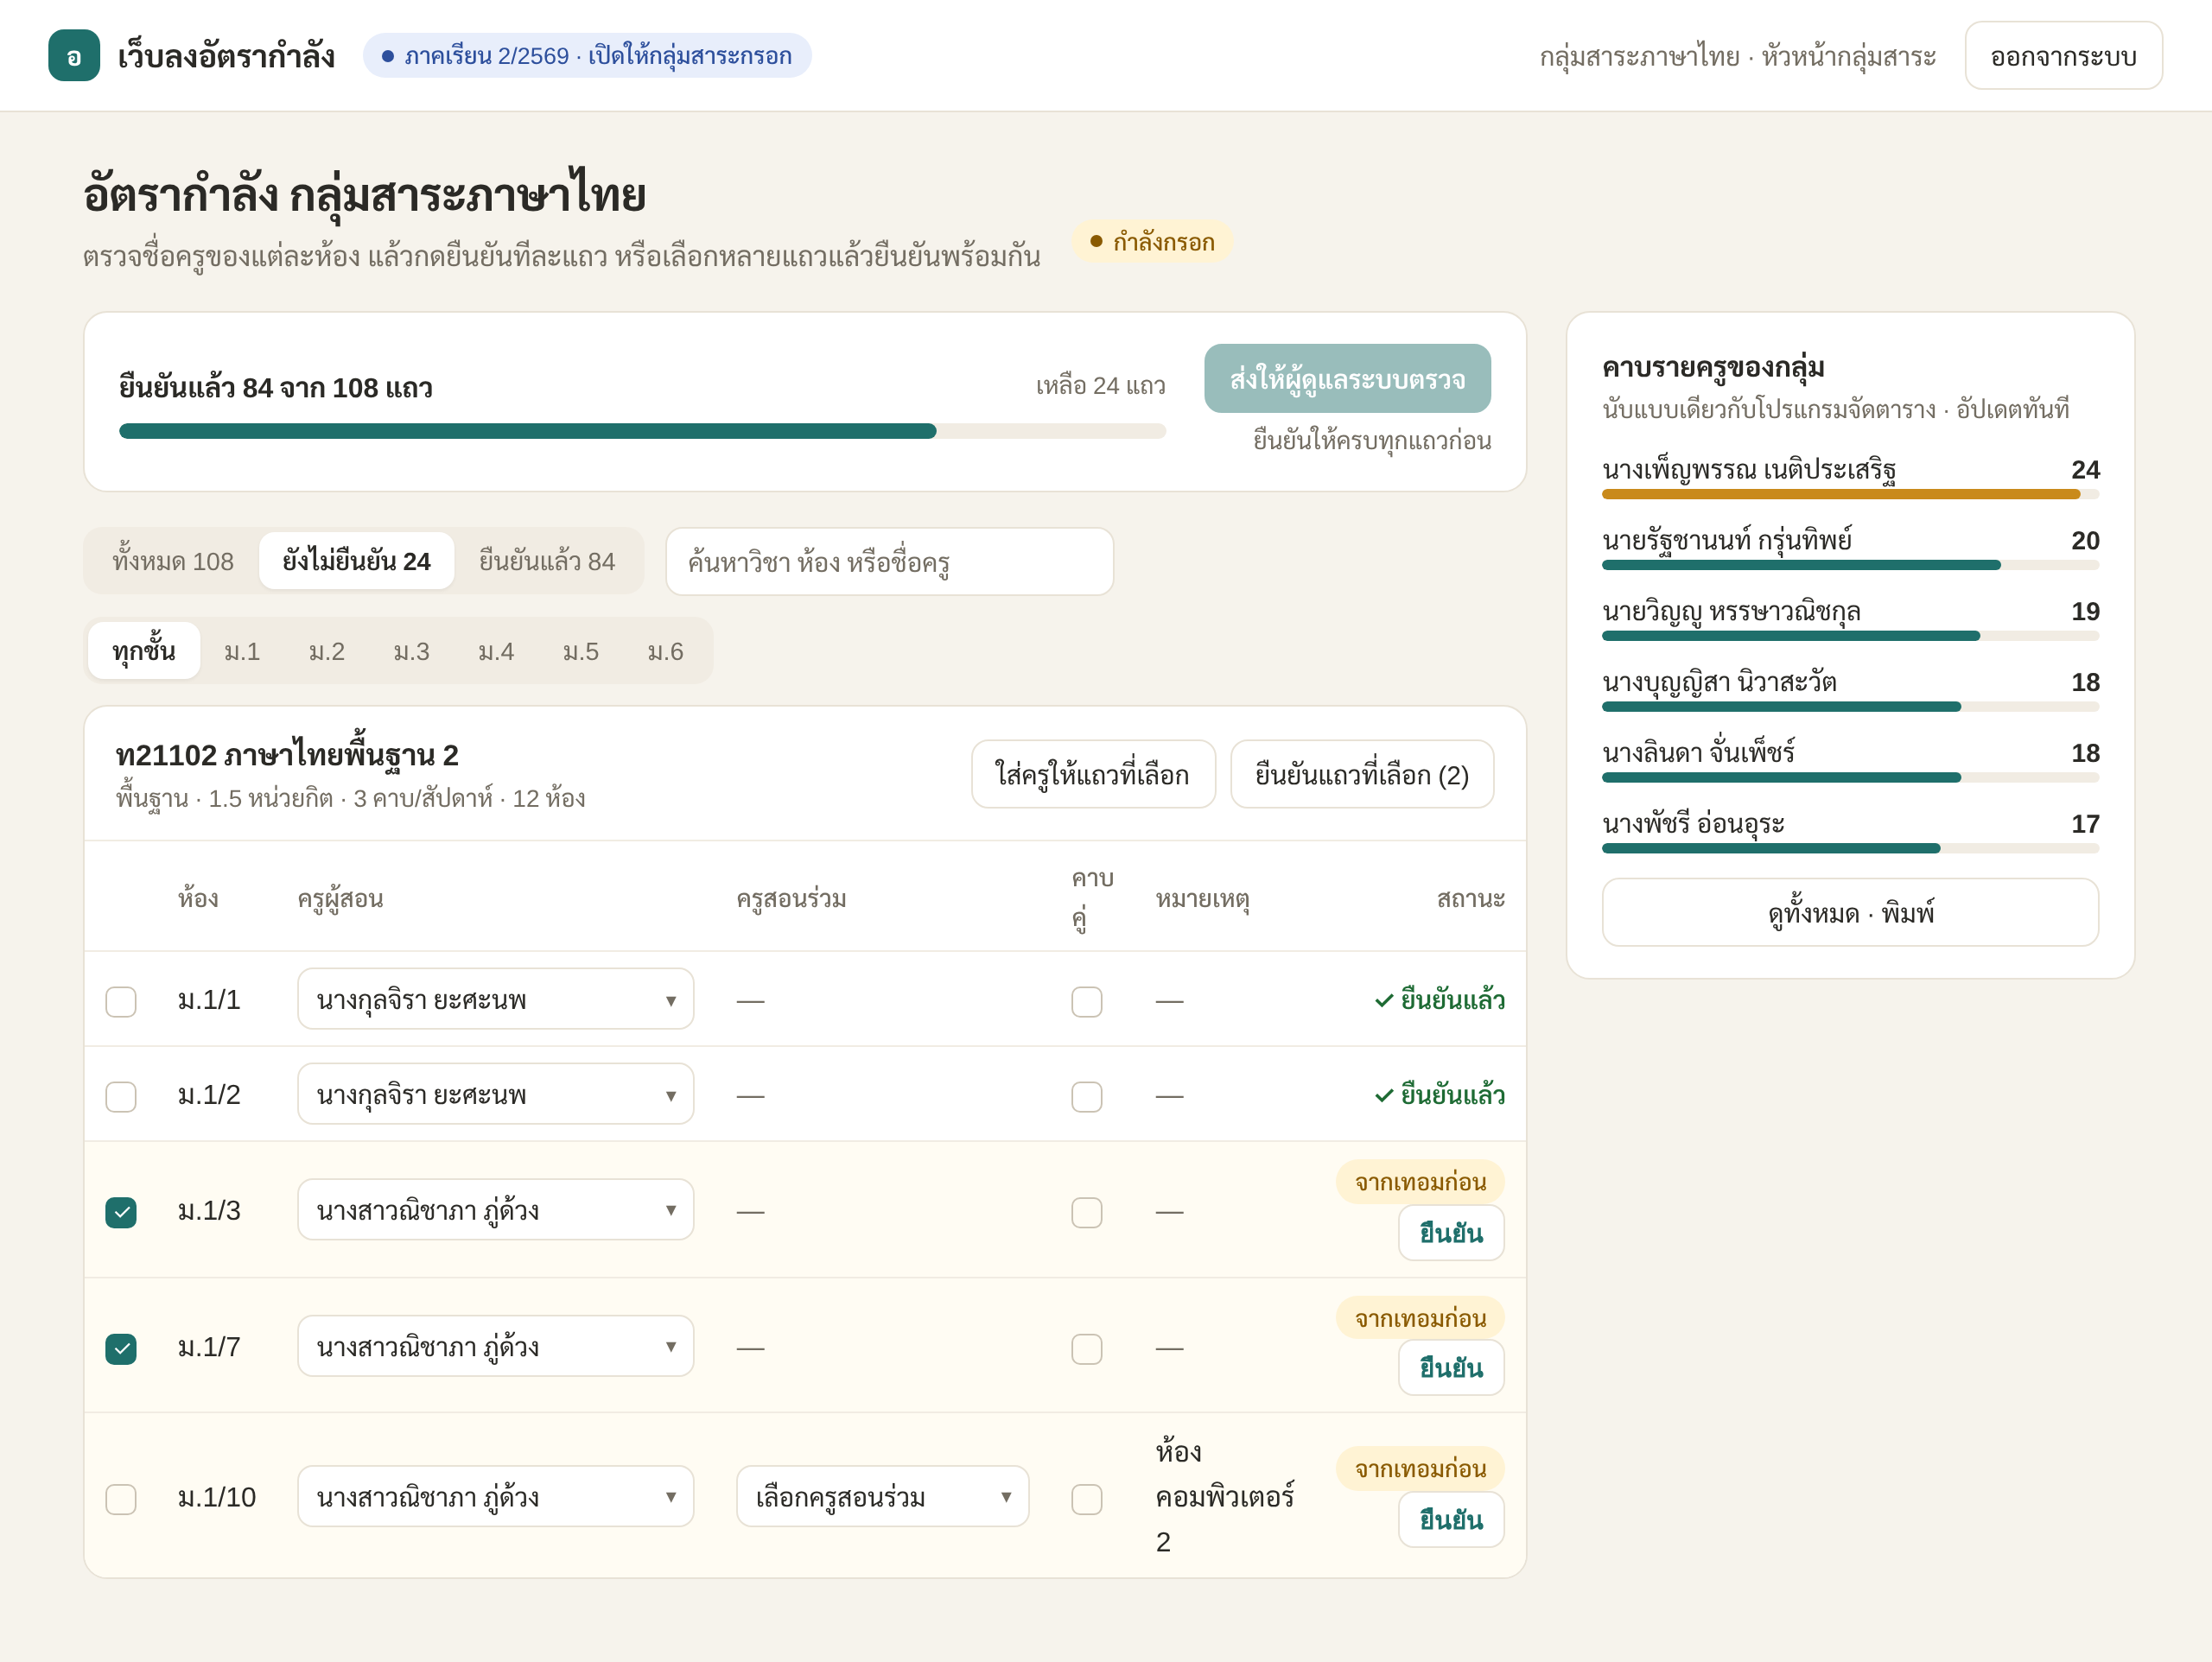 อ เว็บลงอัตรากำลัง ภาคเรียน 2/2569 · เปิดให้กลุ่มสาระกรอก กลุ่มสาระภาษาไทย · หัวหน้ากลุ่มสาระ ออกจากระบบ
อัตรากำลัง กลุ่มสาระภาษาไทย
ตรวจชื่อครูของแต่ละห้อง แล้วกดยืนยันทีละแถว หรือเลือกหลายแถวแล้วยืนยันพร้อมกัน กำลังกรอก
ยืนยันแล้ว 84 จาก 108 แถว เหลือ 24 แถว ส่งให้ผู้ดูแลระบบตรวจ
ยืนยันให้ครบทุกแถวก่อน
ทั้งหมด 108 ยังไม่ยืนยัน 24 ยืนยันแล้ว 84 ค้นหาวิชา ห้อง หรือชื่อครู
ทุกชั้น ม.1 ม.2 ม.3 ม.4 ม.5 ม.6
ท21102 ภาษาไทยพื้นฐาน 2
พื้นฐาน · 1.5 หน่วยกิต · 3 คาบ/สัปดาห์ · 12 ห้อง
ใส่ครูให้แถวที่เลือก ยืนยันแถวที่เลือก (2)
ห้อง ครูผู้สอน ครูสอนร่วม คาบคู่ หมายเหตุ สถานะ
ม.1/1 นางกุลจิรา ยะศะนพ ▾ — — ✓ ยืนยันแล้ว
ม.1/2 นางกุลจิรา ยะศะนพ ▾ — — ✓ ยืนยันแล้ว
ม.1/3 นางสาวณิชาภา ภู่ด้วง ▾ — — จากเทอมก่อน
ยืนยัน
ม.1/7 นางสาวณิชาภา ภู่ด้วง ▾ — — จากเทอมก่อน
ยืนยัน
ม.1/10 นางสาวณิชาภา ภู่ด้วง ▾ เลือกครูสอนร่วม ▾ ห้อง
คอมพิวเตอร์
2
จากเทอมก่อน
ยืนยัน
คาบรายครูของกลุ่ม
นับแบบเดียวกับโปรแกรมจัดตาราง · อัปเดตทันที
นางเพ็ญพรรณ เนติประเสริฐ 24
นายรัฐชานนท์ กรุ่นทิพย์ 20
นายวิญญู หรรษาวณิชกุล 19
นางบุญญิสา นิวาสะวัต 18
นางลินดา จั่นเพ็ชร์ 18
นางพัชรี อ่อนอุระ 17
ดูทั้งหมด · พิมพ์